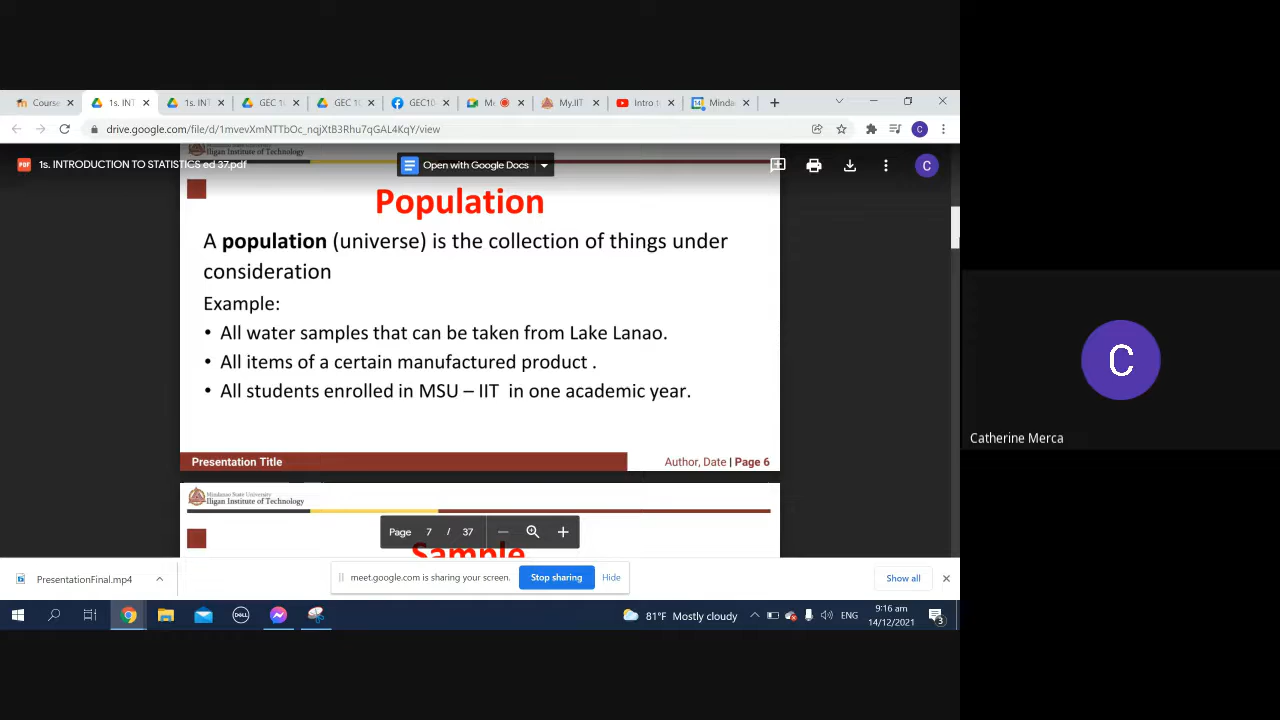 Course
1s. INT
1s. INT
GEC 1
GEC 1
GEC10
Me
My.IIT
Intro t
Minda
drive.google.com/file/d/1mvevXmNTTbOc_nqjXtB3Rhu7qGAL4KqY/view
C
Iligan Institute of Technology
PDF
1s. INTRODUCTION TO STATISTICS ed 37.pdf
Open with Google Docs
C
Population
A population (universe) is the collection of things under
consideration
Example:
• All water samples that can be taken from Lake Lanao.
• All items of a certain manufactured product .
• All students enrolled in MSU – IIT in one academic year.
Presentation Title
Author, Date | Page 6
Mindanao State University
Iligan Institute of Technology
Page 7 / 37
Sample
PresentationFinal.mp4
meet.google.com is sharing your screen.
Stop sharing
Hide
Show all
DELL
81°F Mostly cloudy
ENG
9:16 am
14/12/2021
3
C
Catherine Merca